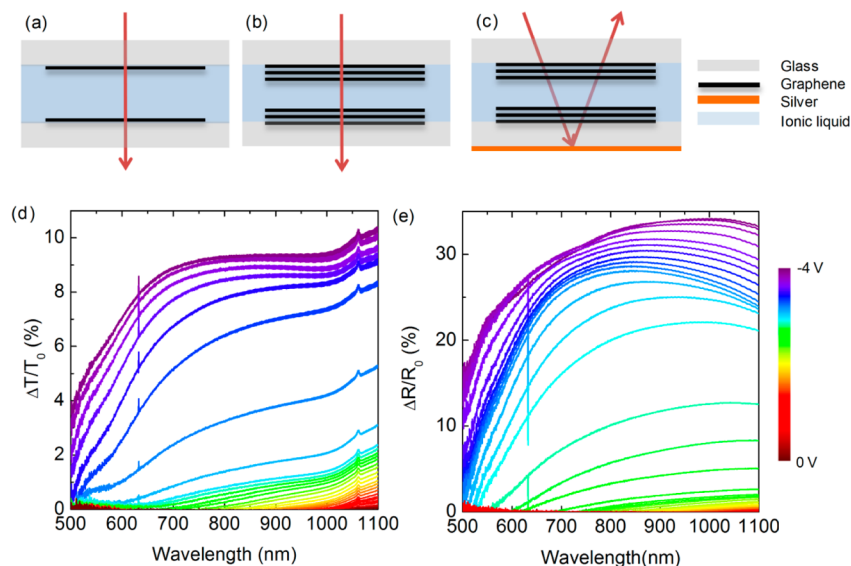 (a)
(b)
(c)
Glass
Graphene
Silver
Ionic liquid
(d)
ΔT/T₀ (%)
10
8
6
4
2
0
500 600 700 800 900 1000 1100
Wavelength (nm)
(e)
ΔR/R₀ (%)
30
20
10
0
500 600 700 800 900 1000 1100
Wavelength(nm)
-4 V
0 V